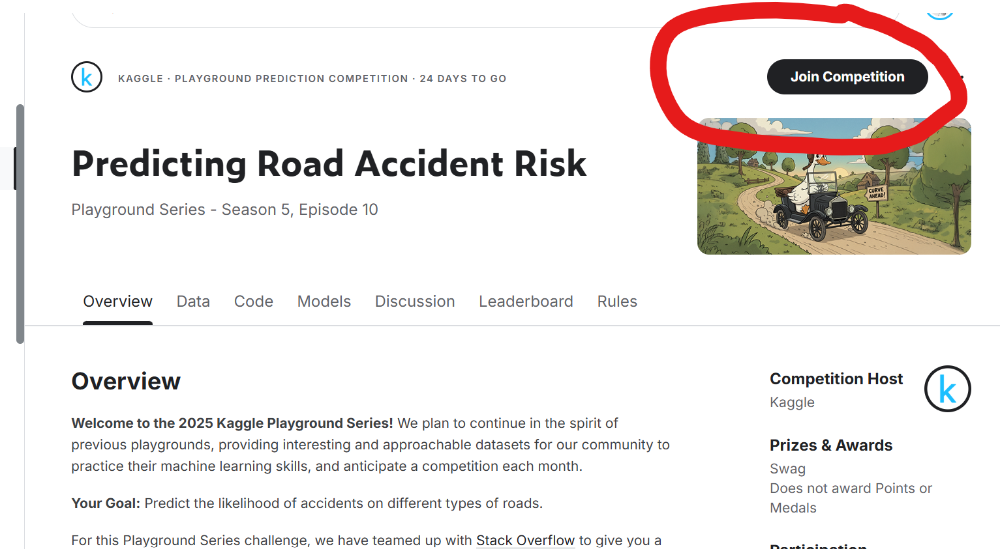 k
KAGGLE · PLAYGROUND PREDICTION COMPETITION · 24 DAYS TO GO
Join Competition
Predicting Road Accident Risk
Playground Series - Season 5, Episode 10
CURVE
AHEAD!
Overview
Data
Code
Models
Discussion
Leaderboard
Rules
Overview
Welcome to the 2025 Kaggle Playground Series! We plan to continue in the spirit of
previous playgrounds, providing interesting and approachable datasets for our community to
practice their machine learning skills, and anticipate a competition each month.
Your Goal: Predict the likelihood of accidents on different types of roads.
For this Playground Series challenge, we have teamed up with Stack Overflow to give you a
Competition Host
Kaggle
k
Prizes & Awards
Swag
Does not award Points or
Medals
Participation